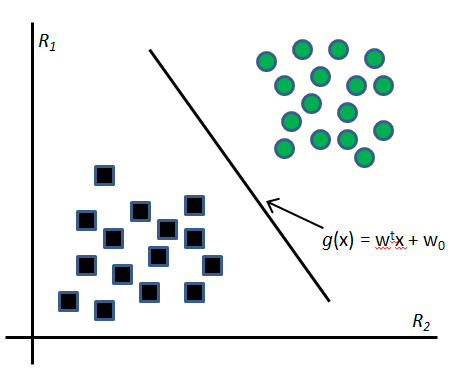 R₁
g(x) = wᵗx + w₀
R₂